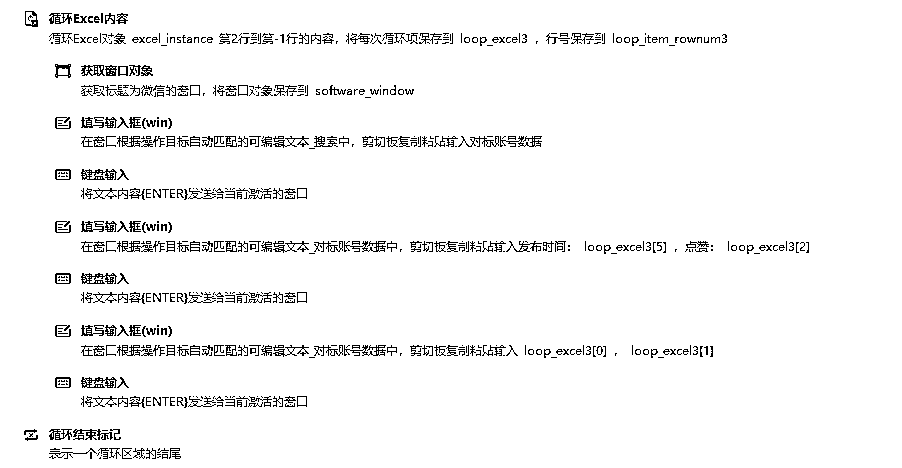 循环Excel内容
循环Excel对象 excel_instance 第2行到第-1行的内容，将每次循环项保存到 loop_excel3 ，行号保存到 loop_item_rownum3
获取窗口对象
获取标题为微信的窗口，将窗口对象保存到 software_window
填写输入框(win)
在窗口根据操作目标自动匹配的可编辑文本_搜索中，剪切板复制粘贴输入对标账号数据
键盘输入
将文本内容{ENTER}发送给当前激活的窗口
填写输入框(win)
在窗口根据操作目标自动匹配的可编辑文本_对标账号数据中，剪切板复制粘贴输入发布时间： loop_excel3[5] ，点赞： loop_excel3[2]
键盘输入
将文本内容{ENTER}发送给当前激活的窗口
填写输入框(win)
在窗口根据操作目标自动匹配的可编辑文本_对标账号数据中，剪切板复制粘贴输入 loop_excel3[0] ， loop_excel3[1]
键盘输入
将文本内容{ENTER}发送给当前激活的窗口
循环结束标记
表示一个循环区域的结尾